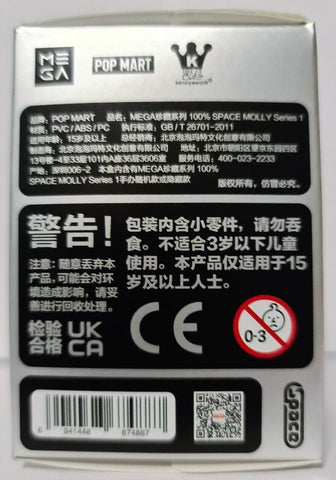 MEGA
POP MART
K
kennyswork
品牌: POP MART 品名: MEGA珍藏系列 100% SPACE MOLLY Series 1
材质: PVC / ABS / PC 执行标准: GB / T 26701-2011
适用年龄: 15岁及以上 总经销商: 北京泡泡玛特文化创意有限公司
制造商: 北京泡泡玛特文化创意有限公司 地址: 北京市朝阳区望京东园四区
13号楼-4至33层101内A座36层3606室 服务热线: 400-023-2233
产地: 深圳006-2 本商品内含有MEGA珍藏系列 100%
SPACE MOLLY Series 1手办随机款或隐藏款 版权所有, 仿冒必究。
警告!
注意: 随意丢弃本
产品, 可能会对环
境造成影响, 请妥
善进行回收处理。
包装内含小零件, 请勿吞
食。不适合3岁以下儿童
使用。本产品仅适用于15
岁及以上人士。
检验
合格
UK
CA
CE
0-3
6 941448 674887
Space